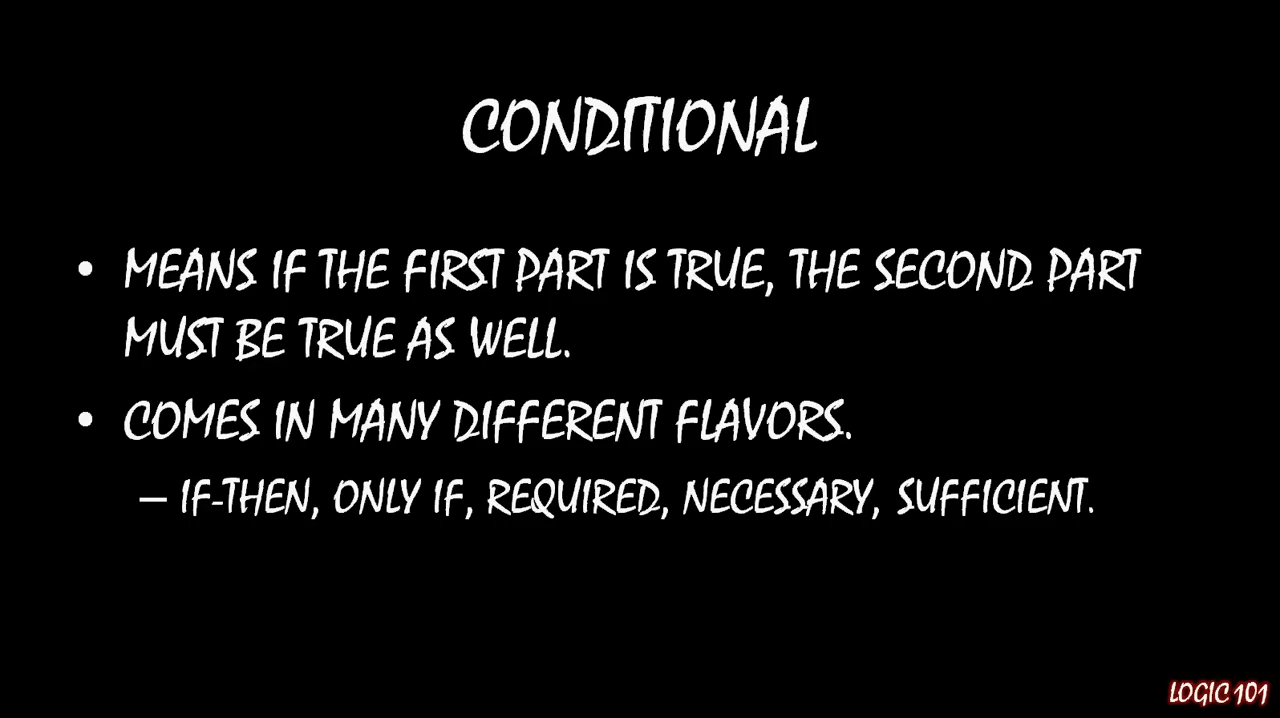 CONDITIONAL
• MEANS IF THE FIRST PART IS TRUE, THE SECOND PART
MUST BE TRUE AS WELL.
• COMES IN MANY DIFFERENT FLAVORS.
– IF-THEN, ONLY IF, REQUIRED, NECESSARY, SUFFICIENT.
LOGIC 101